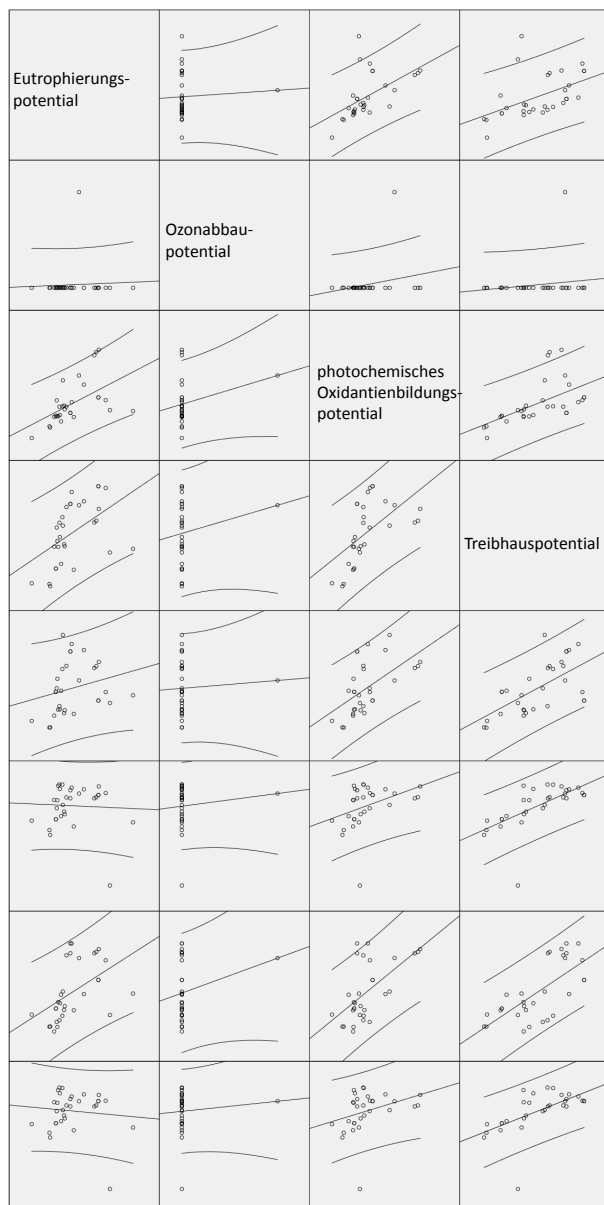 Eutrophierungs-
potential
Ozonabbau-
potential
photochemisches
Oxidantienbildungs-
potential
Treibhauspotential